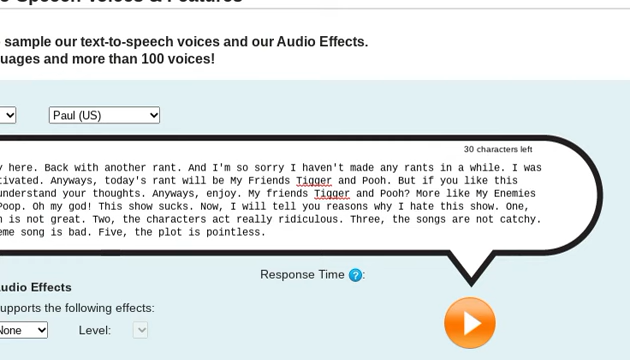 Speech Voices & Features
sample our text-to-speech voices and our Audio Effects.
uages and more than 100 voices!
Paul (US)
30 characters left
y here. Back with another rant. And I'm so sorry I haven't made any rants in a while. I was
tivated. Anyways, today's rant will be My Friends Tigger and Pooh. But if you like this
understand your thoughts. Anyways, enjoy. My friends Tigger and Pooh? More like My Enemies
Poop. Oh my god! This show sucks. Now, I will tell you reasons why I hate this show. One,
n is not great. Two, the characters act really ridiculous. Three, the songs are not catchy.
eme song is bad. Five, the plot is pointless.
Response Time ?:
udio Effects
upports the following effects:
None Level: